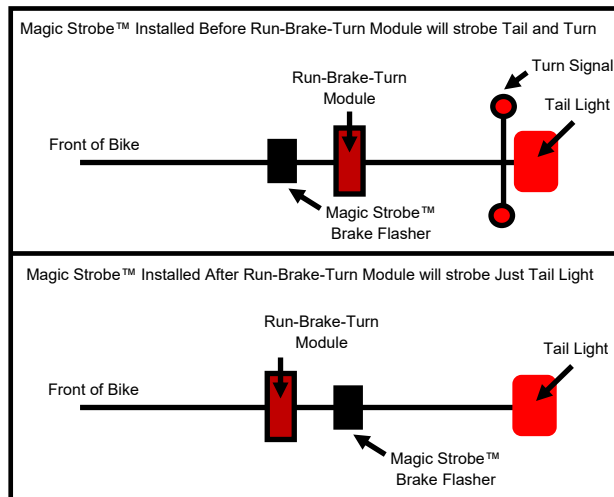 Magic Strobe™ Installed Before Run-Brake-Turn Module will strobe Tail and Turn
Run-Brake-Turn
Module
Turn Signal
Tail Light
Front of Bike
Magic Strobe™
Brake Flasher
Magic Strobe™ Installed After Run-Brake-Turn Module will strobe Just Tail Light
Run-Brake-Turn
Module
Tail Light
Front of Bike
Magic Strobe™
Brake Flasher